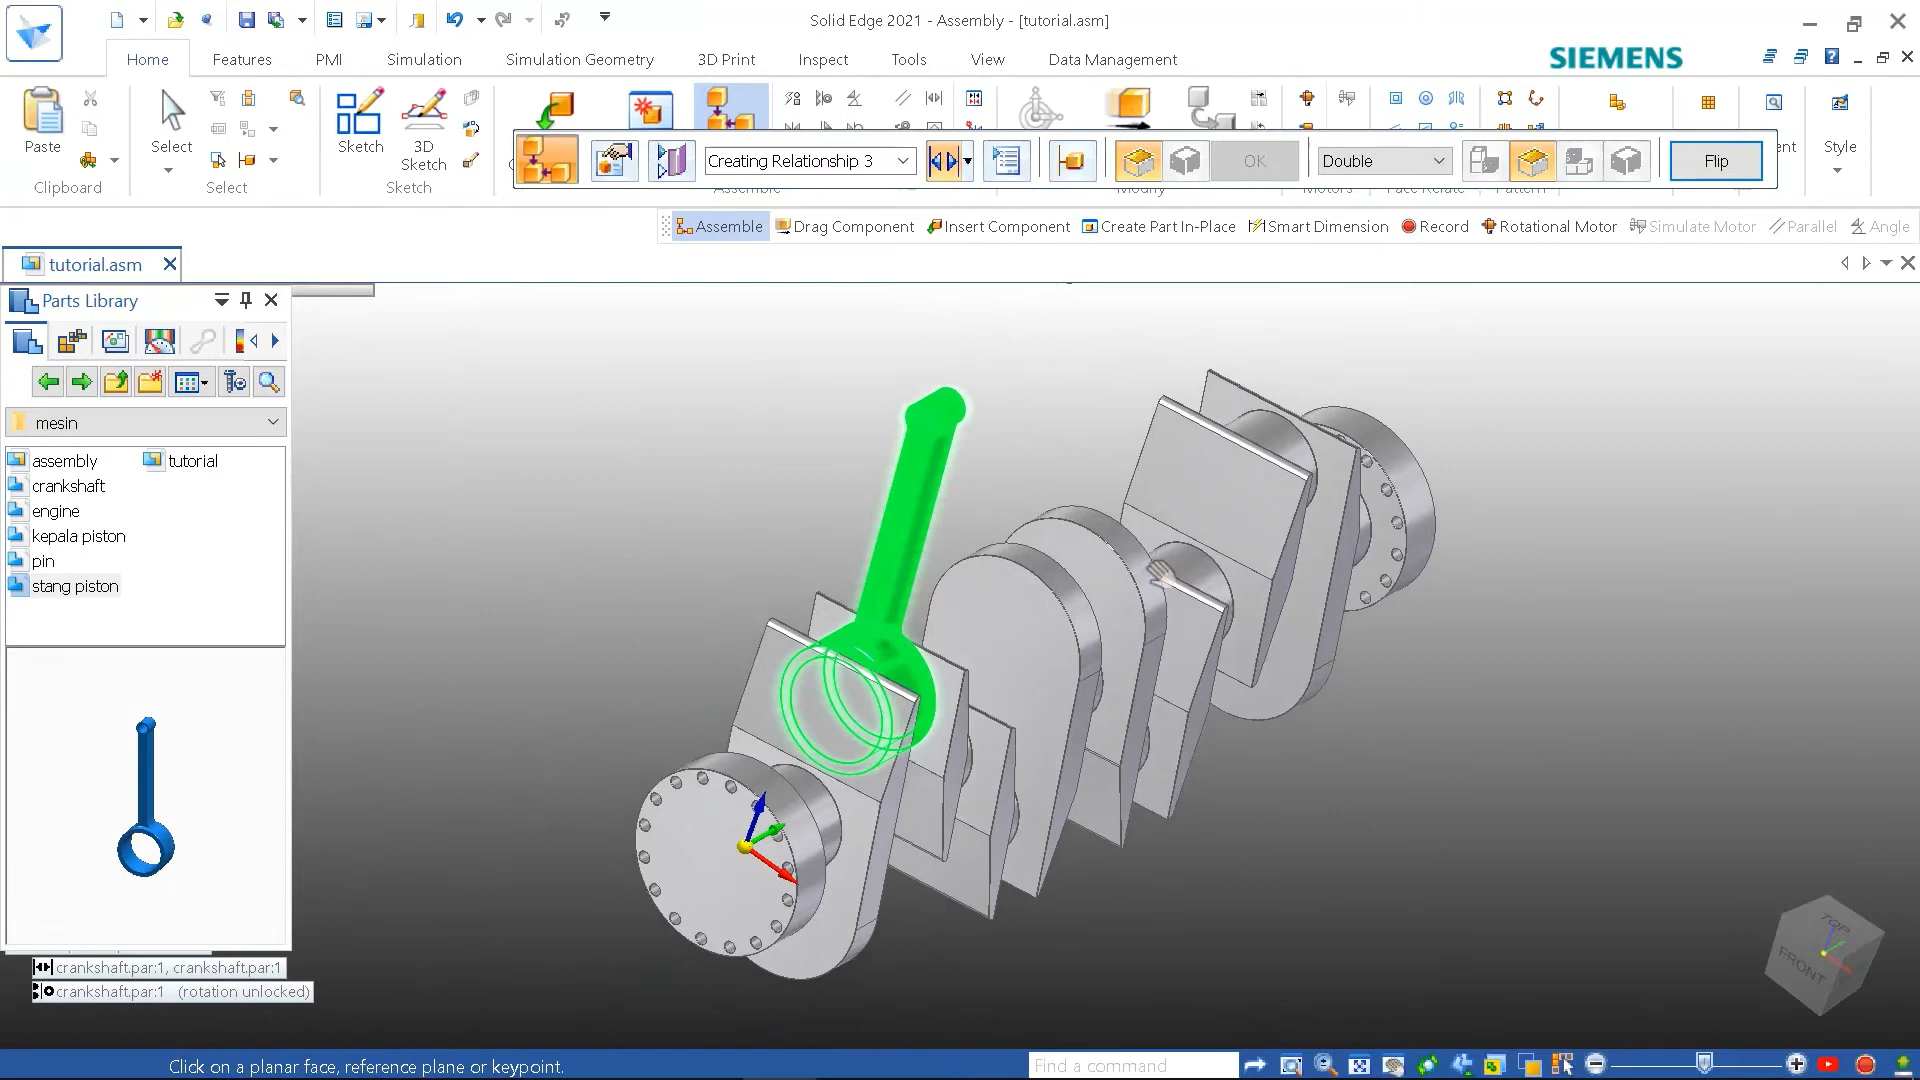 Solid Edge 2021 - Assembly - [tutorial.asm]
Home
Features
PMI
Simulation
Simulation Geometry
3D Print
Inspect
Tools
View
Data Management
SIEMENS
Paste
Select
Sketch
3D
Sketch
Style
Clipboard
Select
Sketch
Creating Relationship 3
OK
Double
Flip
Assemble
Modify
Motors
Face Relate
Pattern
Assemble
Drag Component
Insert Component
Create Part In-Place
Smart Dimension
Record
Rotational Motor
Simulate Motor
Parallel
Angle
tutorial.asm
Parts Library
mesin
assembly
tutorial
crankshaft
engine
kepala piston
pin
stang piston
crankshaft.par:1, crankshaft.par:1
crankshaft.par:1 (rotation unlocked)
TOP
FRONT
Click on a planar face, reference plane or keypoint.
Find a command